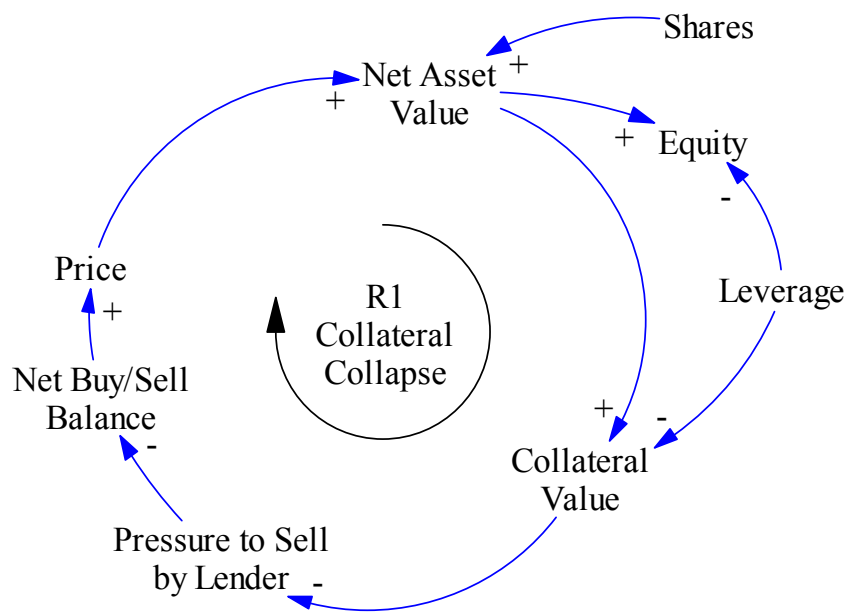 Shares
+
Net Asset
Value
+
+
Equity
-
Price
+
Leverage
R1
Collateral
Collapse
Net Buy/Sell
Balance
-
+
-
Collateral
Value
Pressure to Sell
by Lender
-